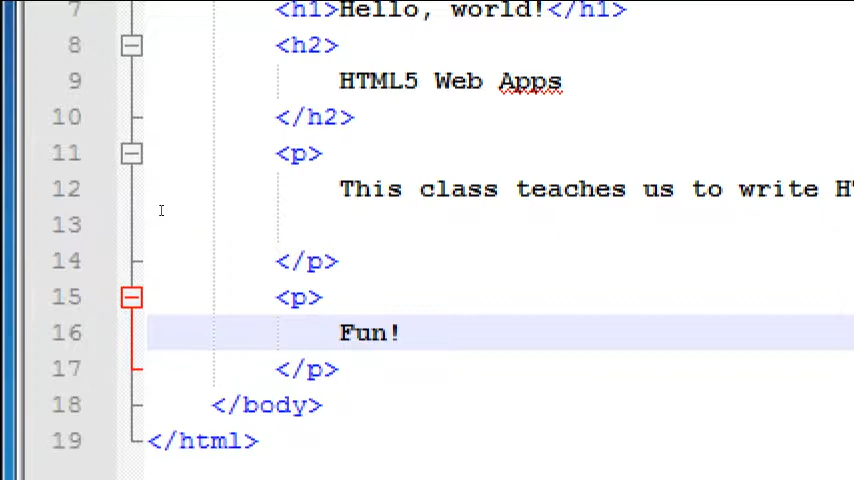 7 <h1>Hello, world!</h1>
8 <h2>
9 HTML5 Web Apps
10 </h2>
11 <p>
12 This class teaches us to write
13
14 </p>
15 <p>
16 Fun!
17 </p>
18 </body>
19 </html>